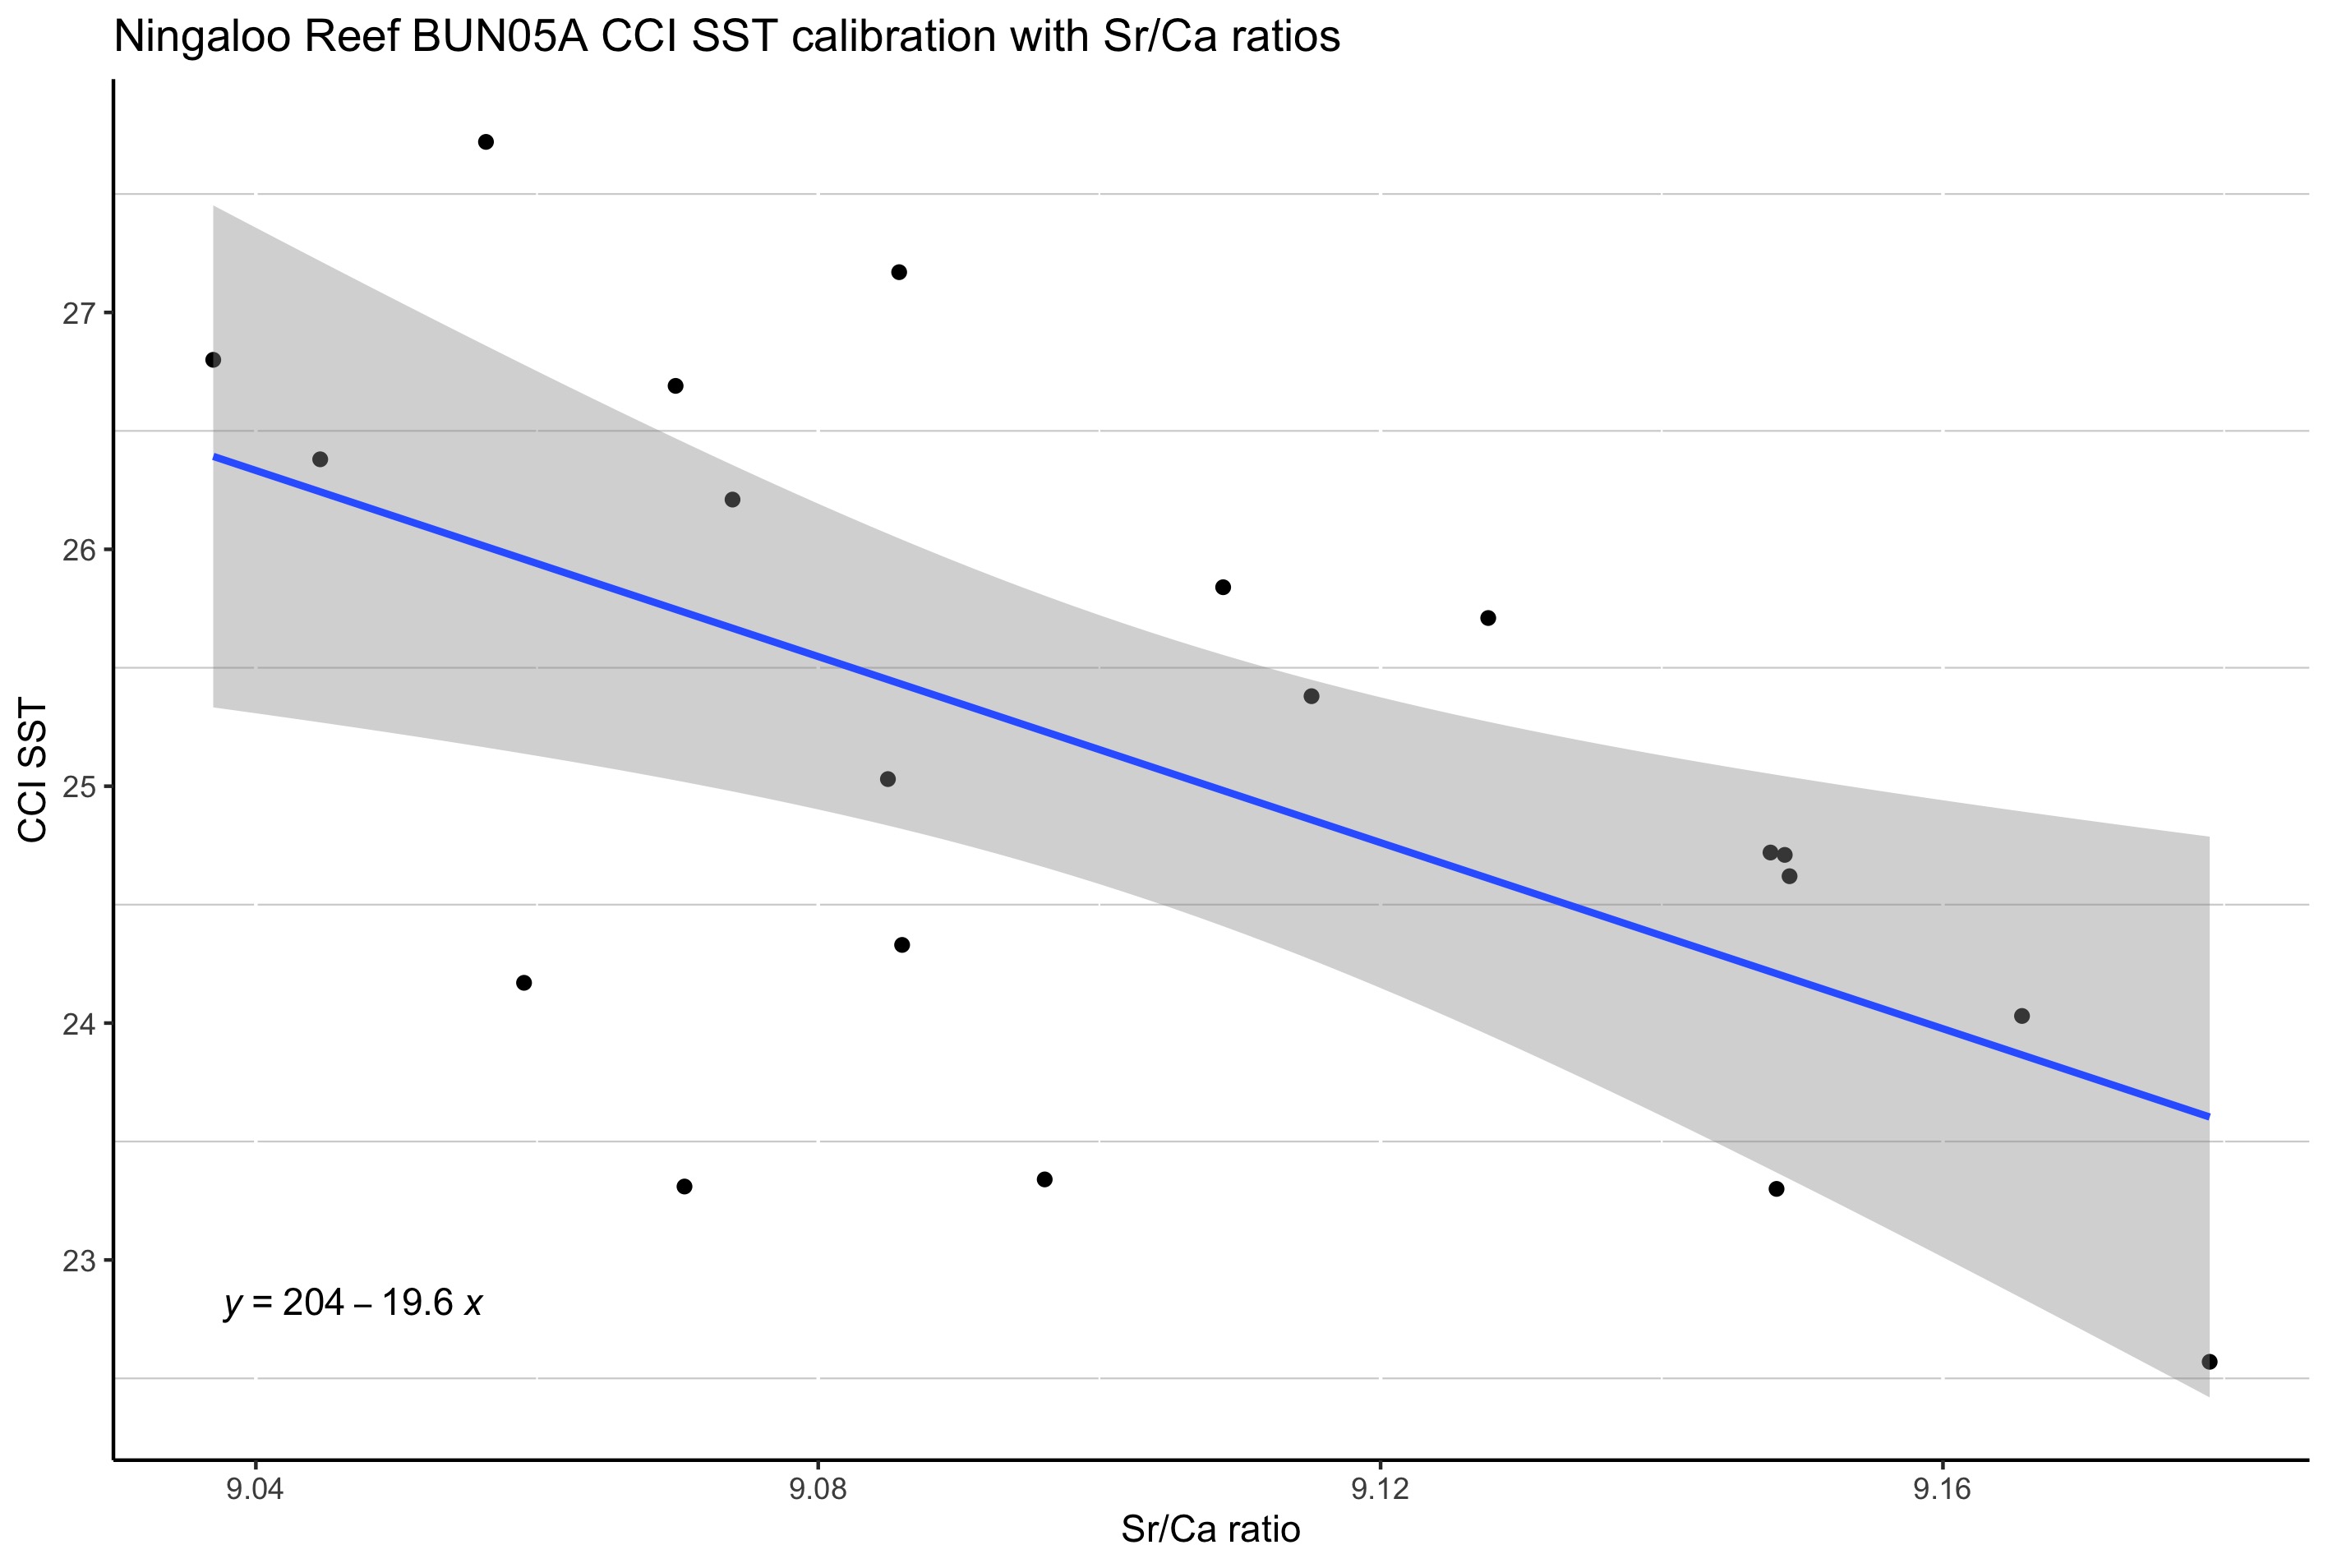 Ningaloo Reef BUN05A CCI SST calibration with Sr/Ca ratios
CCI SST
27
26
25
24
23
y = 204 – 19.6 x
9.04 9.08 9.12 9.16
Sr/Ca ratio